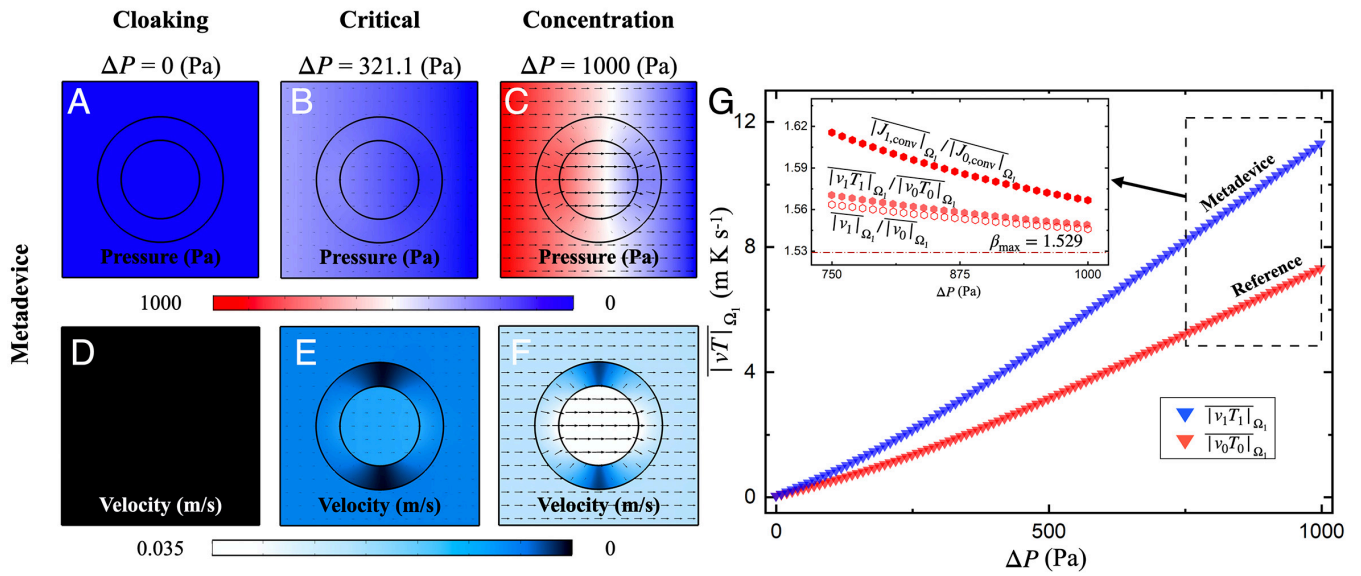 Cloaking Critical Concentration
ΔP = 0 (Pa) ΔP = 321.1 (Pa) ΔP = 1000 (Pa)
Metadevice
A B C
Pressure (Pa) Pressure (Pa) Pressure (Pa)
1000 0
D E F
Velocity (m/s) Velocity (m/s) Velocity (m/s)
0.035 0
G
|vT|Ω₁ (m K s⁻¹)
12
8
4
0
0 500 1000
ΔP (Pa)
1.62
1.59
1.56
1.53
|J₁,conv|Ω₁/|J₀,conv|Ω₁
|v₁T₁|Ω₁/|v₀T₀|Ω₁
|v₁|Ω₁/|v₀|Ω₁
βmax = 1.529
750 875 1000
ΔP (Pa)
Metadevice
Reference
|v₁T₁|Ω₁
|v₀T₀|Ω₁